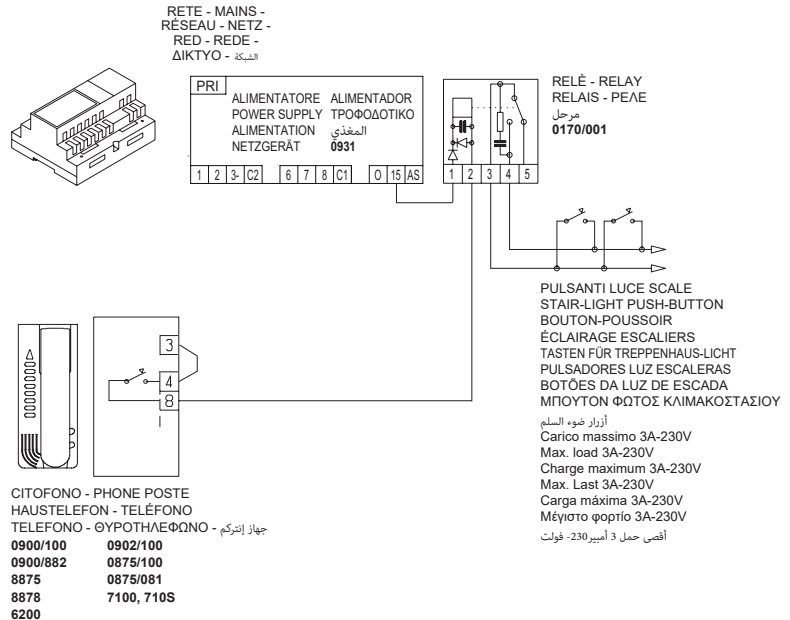 RETE - MAINS -
RÉSEAU - NETZ -
RED - REDE -
ΔΙΚΤΥΟ - الشبكة
PRI
ALIMENTATORE ALIMENTADOR
POWER SUPPLY ΤΡΟΦΟΔΟΤΙΚΟ
ALIMENTATION المغذي
NETZGERÄT 0931
1 2 3- C2 6 7 8 C1 O 15 AS
RELÈ - RELAY
RELAIS - ΡΕΛΕ
مرحل
0170/001
1 2 3 4 5
PULSANTI LUCE SCALE
STAIR-LIGHT PUSH-BUTTON
BOUTON-POUSSOIR
ÉCLAIRAGE ESCALIERS
TASTEN FÜR TREPPENHAUS-LICHT
PULSADORES LUZ ESCALERAS
BOTÕES DA LUZ DE ESCADA
ΜΠΟΥΤΟΝ ΦΩΤΟΣ ΚΛΙΜΑΚΟΣΤΑΣΙΟΥ
أزرار ضوء السلم
Carico massimo 3A-230V
Max. load 3A-230V
Charge maximum 3A-230V
Max. Last 3A-230V
Carga máxima 3A-230V
Μέγιστο φορτίο 3A-230V
أقصى حمل 3 أمبير230- فولت
3
4
8
CITOFONO - PHONE POSTE
HAUSTELEFON - TELÉFONO
TELEFONO - ΘΥΡΟΤΗΛΕΦΩΝΟ - جهاز إنتركم
0900/100 0902/100
0900/882 0875/100
8875 0875/081
8878 7100, 710S
6200